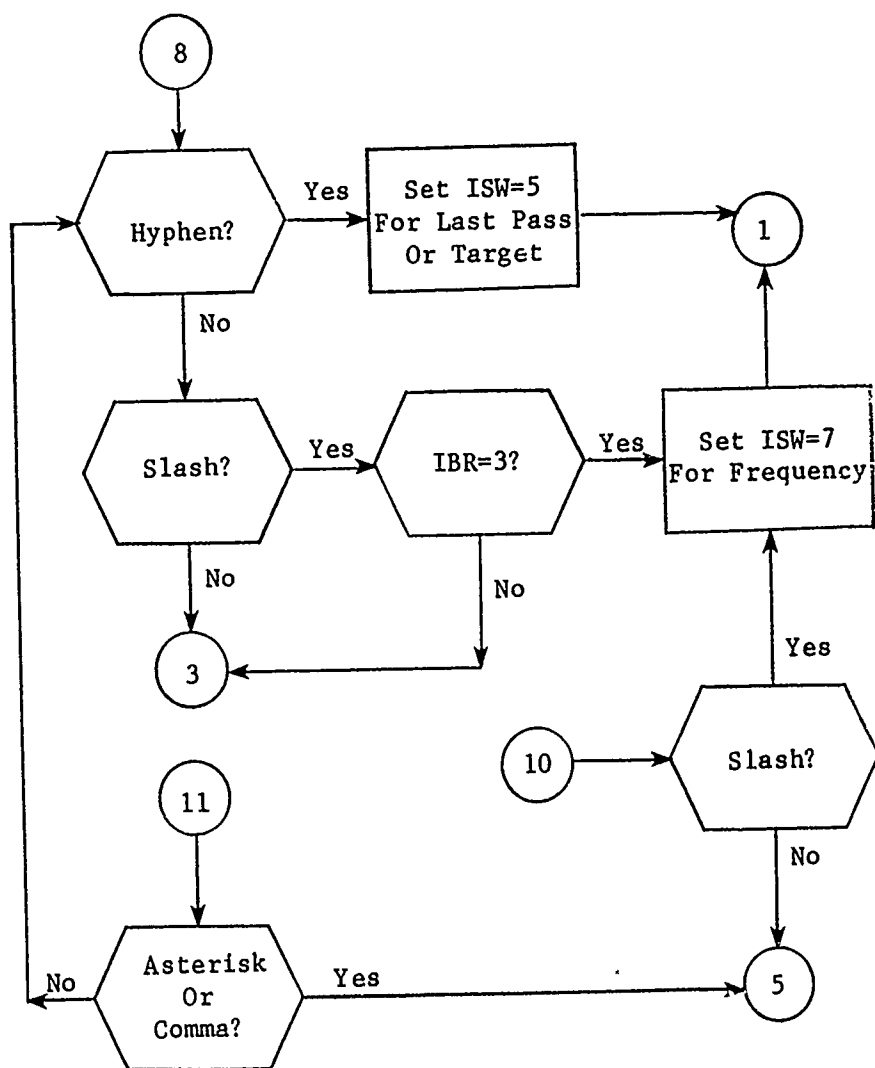 8
Hyphen?
Yes
Set ISW=5
For Last Pass
Or Target
1
No
Slash?
Yes
IBR=3?
Yes
Set ISW=7
For Frequency
No
No
3
Yes
10
Slash?
11
No
Asterisk
Or
Comma?
No
Yes
5